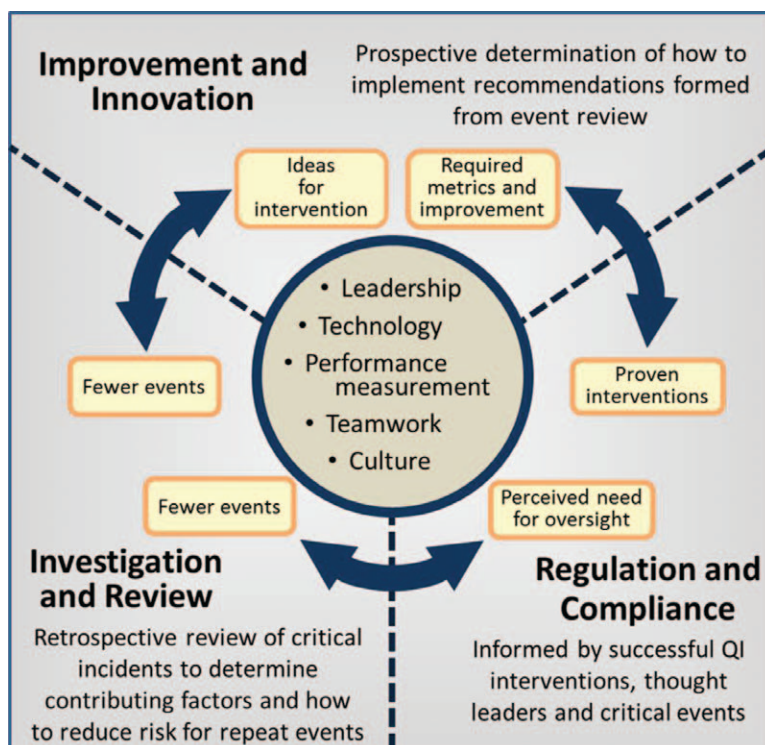 Improvement and
Innovation
Prospective determination of how to
implement recommendations formed
from event review
Ideas
for
intervention
Required
metrics and
improvement
• Leadership
• Technology
• Performance
measurement
• Teamwork
• Culture
Fewer events
Proven
interventions
Fewer events
Perceived need
for oversight
Investigation
and Review
Retrospective review of critical
incidents to determine
contributing factors and how
to reduce risk for repeat events
Regulation and
Compliance
Informed by successful QI
interventions, thought
leaders and critical events